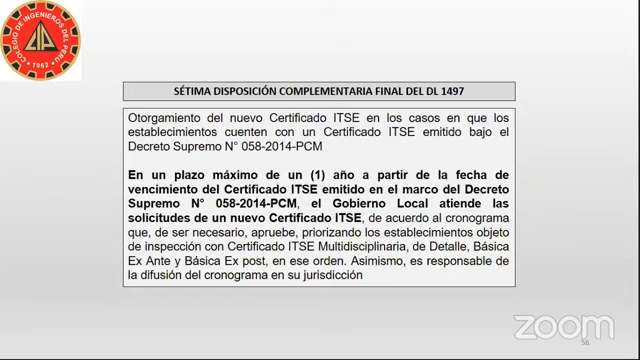 COLEGIO DE INGENIEROS DEL PERU
CIP
1962
SÉTIMA DISPOSICIÓN COMPLEMENTARIA FINAL DEL DL 1497
Otorgamiento del nuevo Certificado ITSE en los casos en que los
establecimientos cuenten con un Certificado ITSE emitido bajo el
Decreto Supremo N° 058-2014-PCM
En un plazo máximo de un (1) año a partir de la fecha de
vencimiento del Certificado ITSE emitido en el marco del Decreto
Supremo N° 058-2014-PCM, el Gobierno Local atiende las
solicitudes de un nuevo Certificado ITSE, de acuerdo al cronograma
que, de ser necesario, apruebe, priorizando los establecimientos objeto
de inspección con Certificado ITSE Multidisciplinaria, de Detalle, Básica
Ex Ante y Básica Ex post, en ese orden. Asimismo, es responsable de
la difusión del cronograma en su jurisdicción
zoom
56